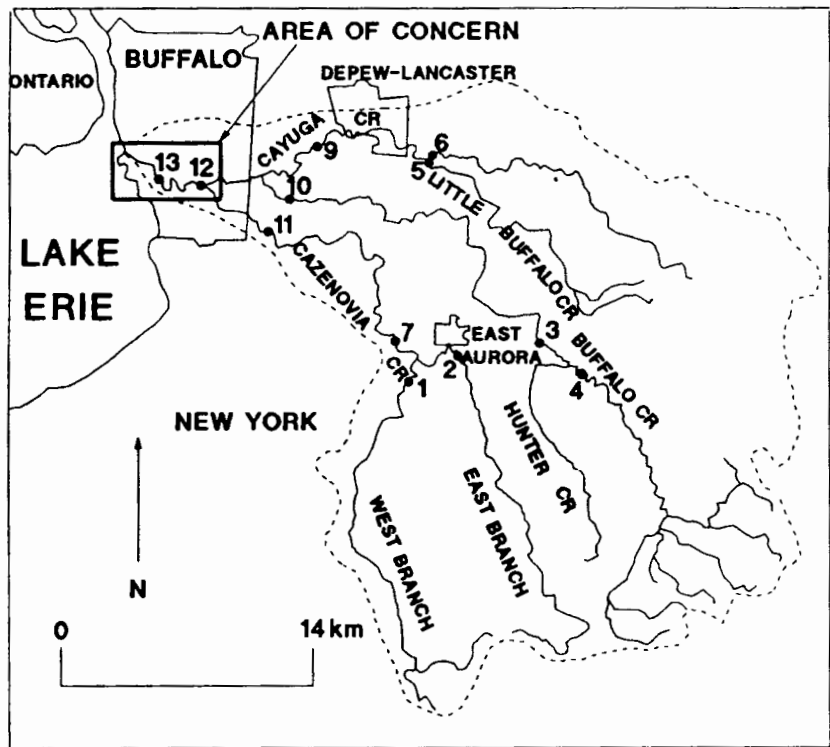 AREA OF CONCERN
BUFFALO
ONTARIO
DEPEW-LANCASTER
CR
CAYUGA
9
6
5
13
12
10
11
LITTLE
BUFFALO CR
LAKE
ERIE
CAZENOVIA
CR
7
EAST
AURORA
3
2
1
4
BUFFALO CR
NEW YORK
HUNTER CR
WEST BRANCH
EAST BRANCH
N
0
14 km